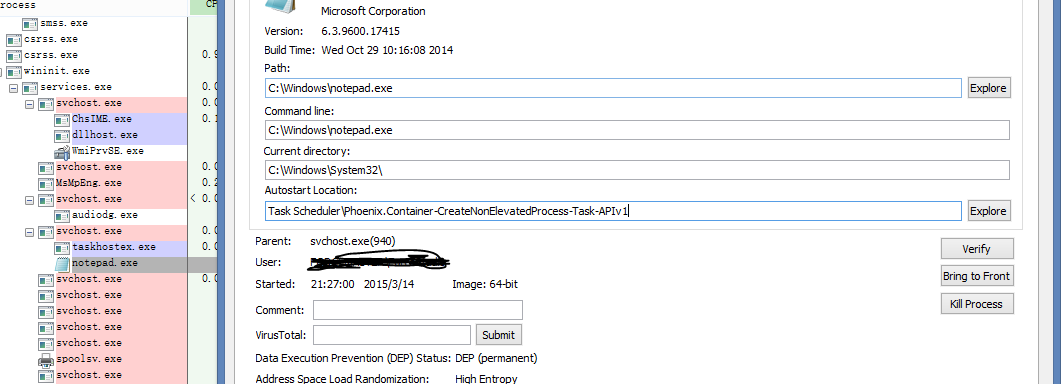 rocess
CP
smss.exe
csrss.exe
csrss.exe
0.9
wininit.exe
services.exe
0.0
svchost.exe
0.0
ChsIME.exe
0.1
dllhost.exe
WmiPrvSE.exe
svchost.exe
0.0
MsMpEng.exe
0.2
svchost.exe
< 0.0
audiodg.exe
svchost.exe
0.0
taskhostex.exe
0.0
notepad.exe
svchost.exe
0.0
svchost.exe
svchost.exe
svchost.exe
svchost.exe
spoolsv.exe
svchost.exe
Microsoft Corporation
Version: 6.3.9600.17415
Build Time: Wed Oct 29 10:16:08 2014
Path:
C:\Windows\notepad.exe
Explore
Command line:
C:\Windows\notepad.exe
Current directory:
C:\Windows\System32\
Autostart Location:
Task Scheduler\Phoenix.Container-CreateNonElevatedProcess-Task-APIv1
Explore
Parent: svchost.exe(940)
Verify
User:
Bring to Front
Started: 21:27:00 2015/3/14 Image: 64-bit
Kill Process
Comment:
VirusTotal:
Submit
Data Execution Prevention (DEP) Status: DEP (permanent)
Address Space Load Randomization: High Entropy